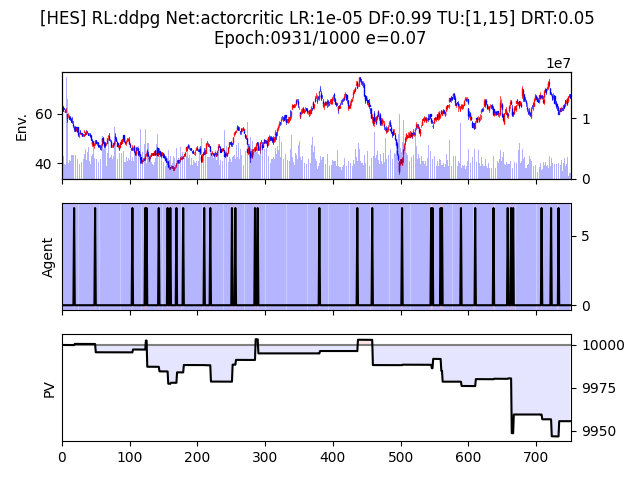 [HES] RL:ddpg Net:actorcritic LR:1e-05 DF:0.99 TU:[1,15] DRT:0.05
Epoch:0931/1000 e=0.07
1e7
Env.
60
40
1
0
Agent
5
0
PV
10000
9975
9950
0 100 200 300 400 500 600 700